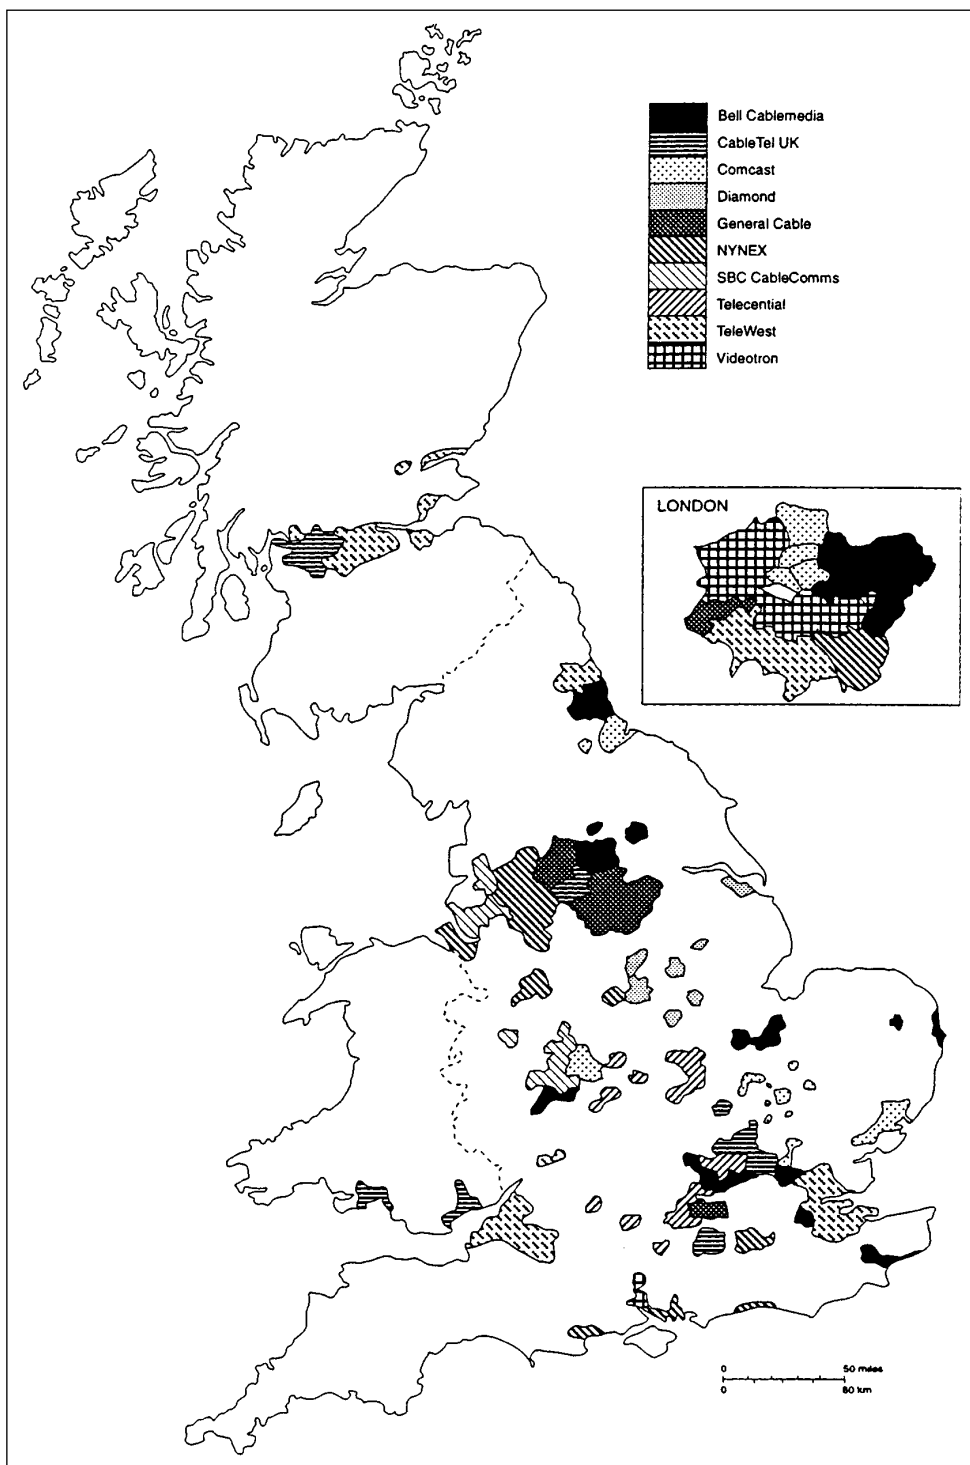 Bell Cablemedia
CableTel UK
Comcast
Diamond
General Cable
NYNEX
SBC CableComms
Telecential
TeleWest
Videotron
LONDON
0 50 miles
0 80 km